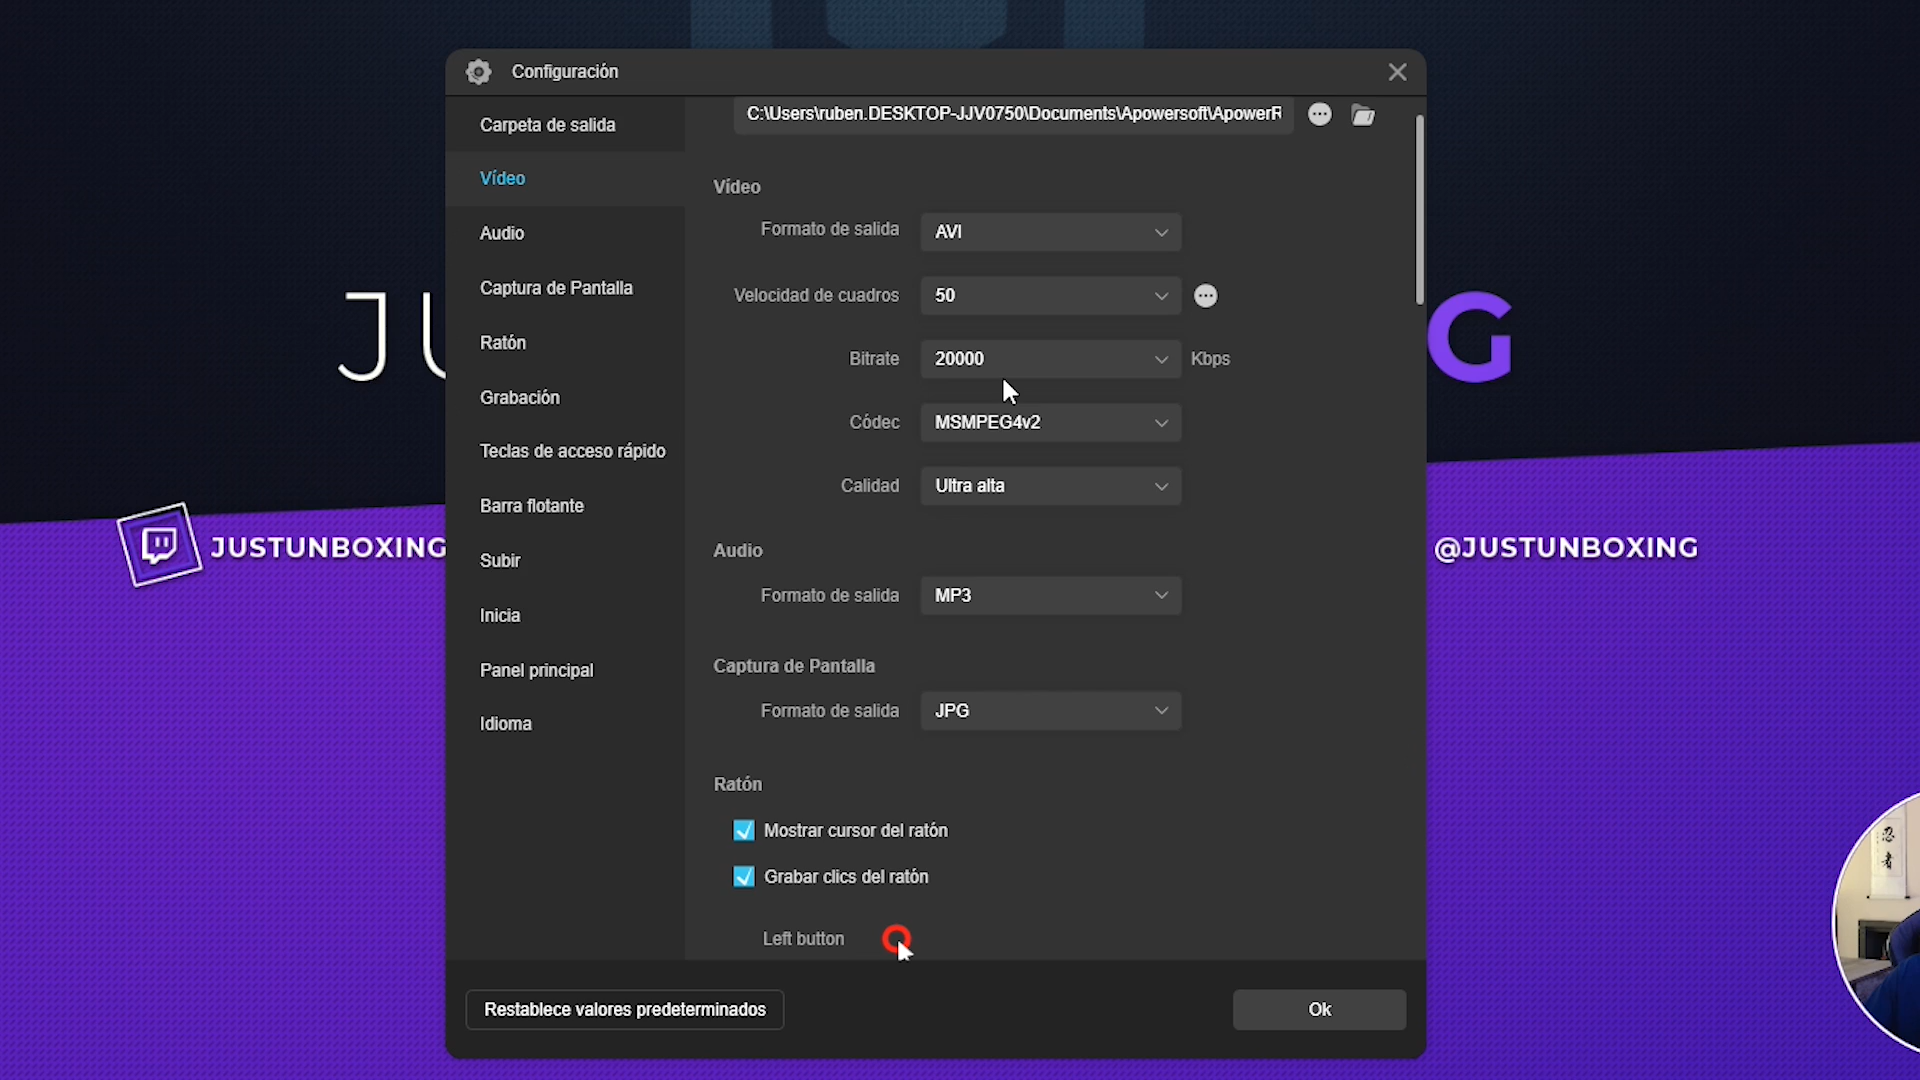 Configuración
Carpeta de salida
Vídeo
Audio
Captura de Pantalla
Ratón
Grabación
Teclas de acceso rápido
Barra flotante
Subir
Inicia
Panel principal
Idioma
C:\Users\ruben.DESKTOP-JJV0750\Documents\Apowersoft\ApowerR
Vídeo
Formato de salida AVI
Velocidad de cuadros 50
Bitrate 20000 Kbps
Códec MSMPEG4v2
Calidad Ultra alta
Audio
Formato de salida MP3
Captura de Pantalla
Formato de salida JPG
Ratón
Mostrar cursor del ratón
Grabar clics del ratón
Left button
Restablece valores predeterminados
Ok
JU
G
JUSTUNBOXING
@JUSTUNBOXING
忍
者